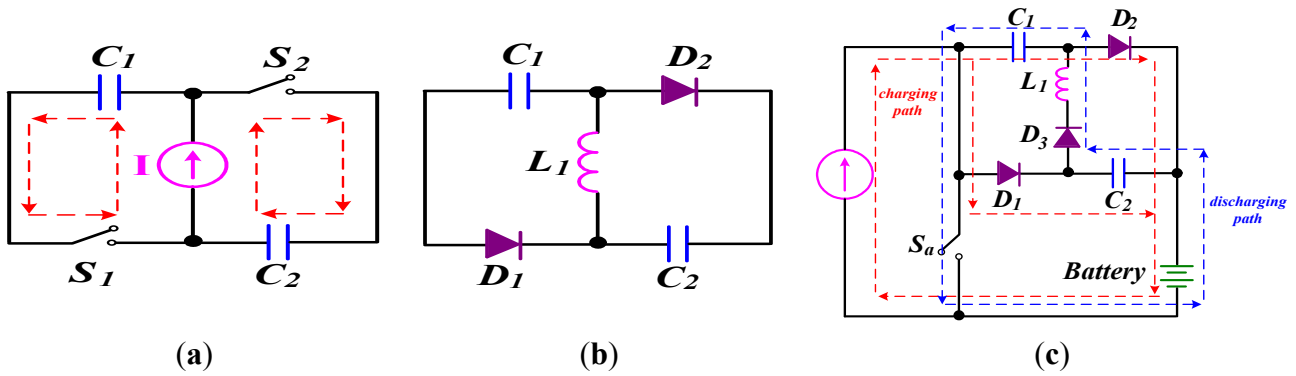 C1
S2
I
S1
C2
(a)
C1
D2
L1
D1
C2
(b)
C1
D2
L1
charging
path
D3
D1
C2
discharging
path
Sa
Battery
(c)